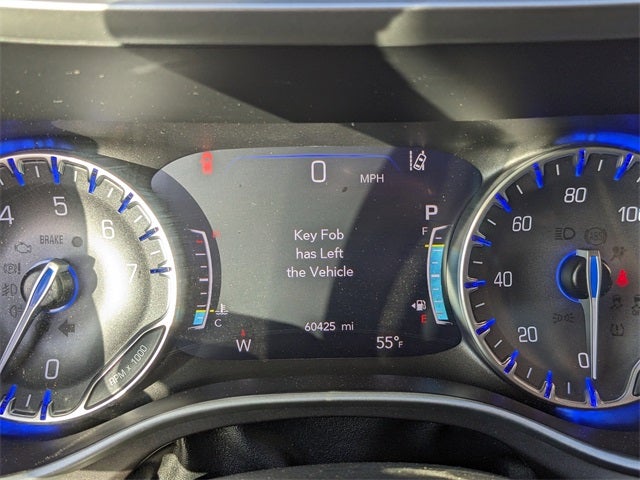 0 MPH
Key Fob
has Left
the Vehicle
P
F
E
H
C
60425 mi
W
55°F
4 5 6 7
BRAKE
0
RPM x 1000
0 20 40 60 80 100